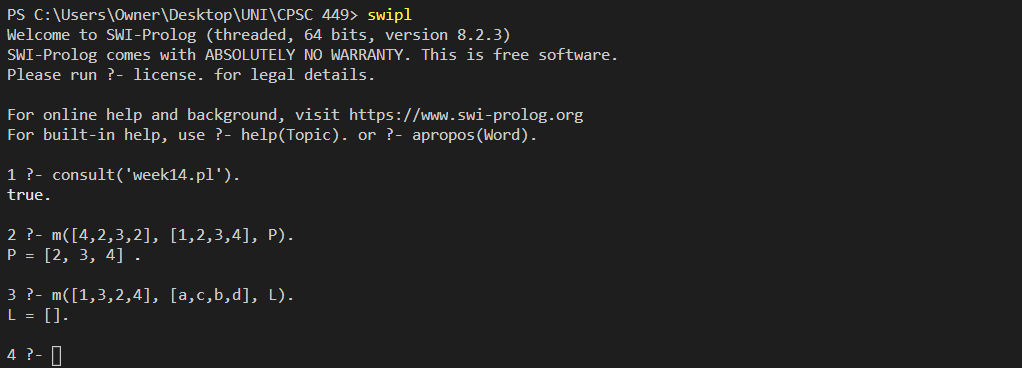 PS C:\Users\Owner\Desktop\UNI\CPSC 449> swipl
Welcome to SWI-Prolog (threaded, 64 bits, version 8.2.3)
SWI-Prolog comes with ABSOLUTELY NO WARRANTY. This is free software.
Please run ?- license. for legal details.
For online help and background, visit https://www.swi-prolog.org
For built-in help, use ?- help(Topic). or ?- apropos(Word).
1 ?- consult('week14.pl').
true.
2 ?- m([4,2,3,2], [1,2,3,4], P).
P = [2, 3, 4] .
3 ?- m([1,3,2,4], [a,c,b,d], L).
L = [].
4 ?-